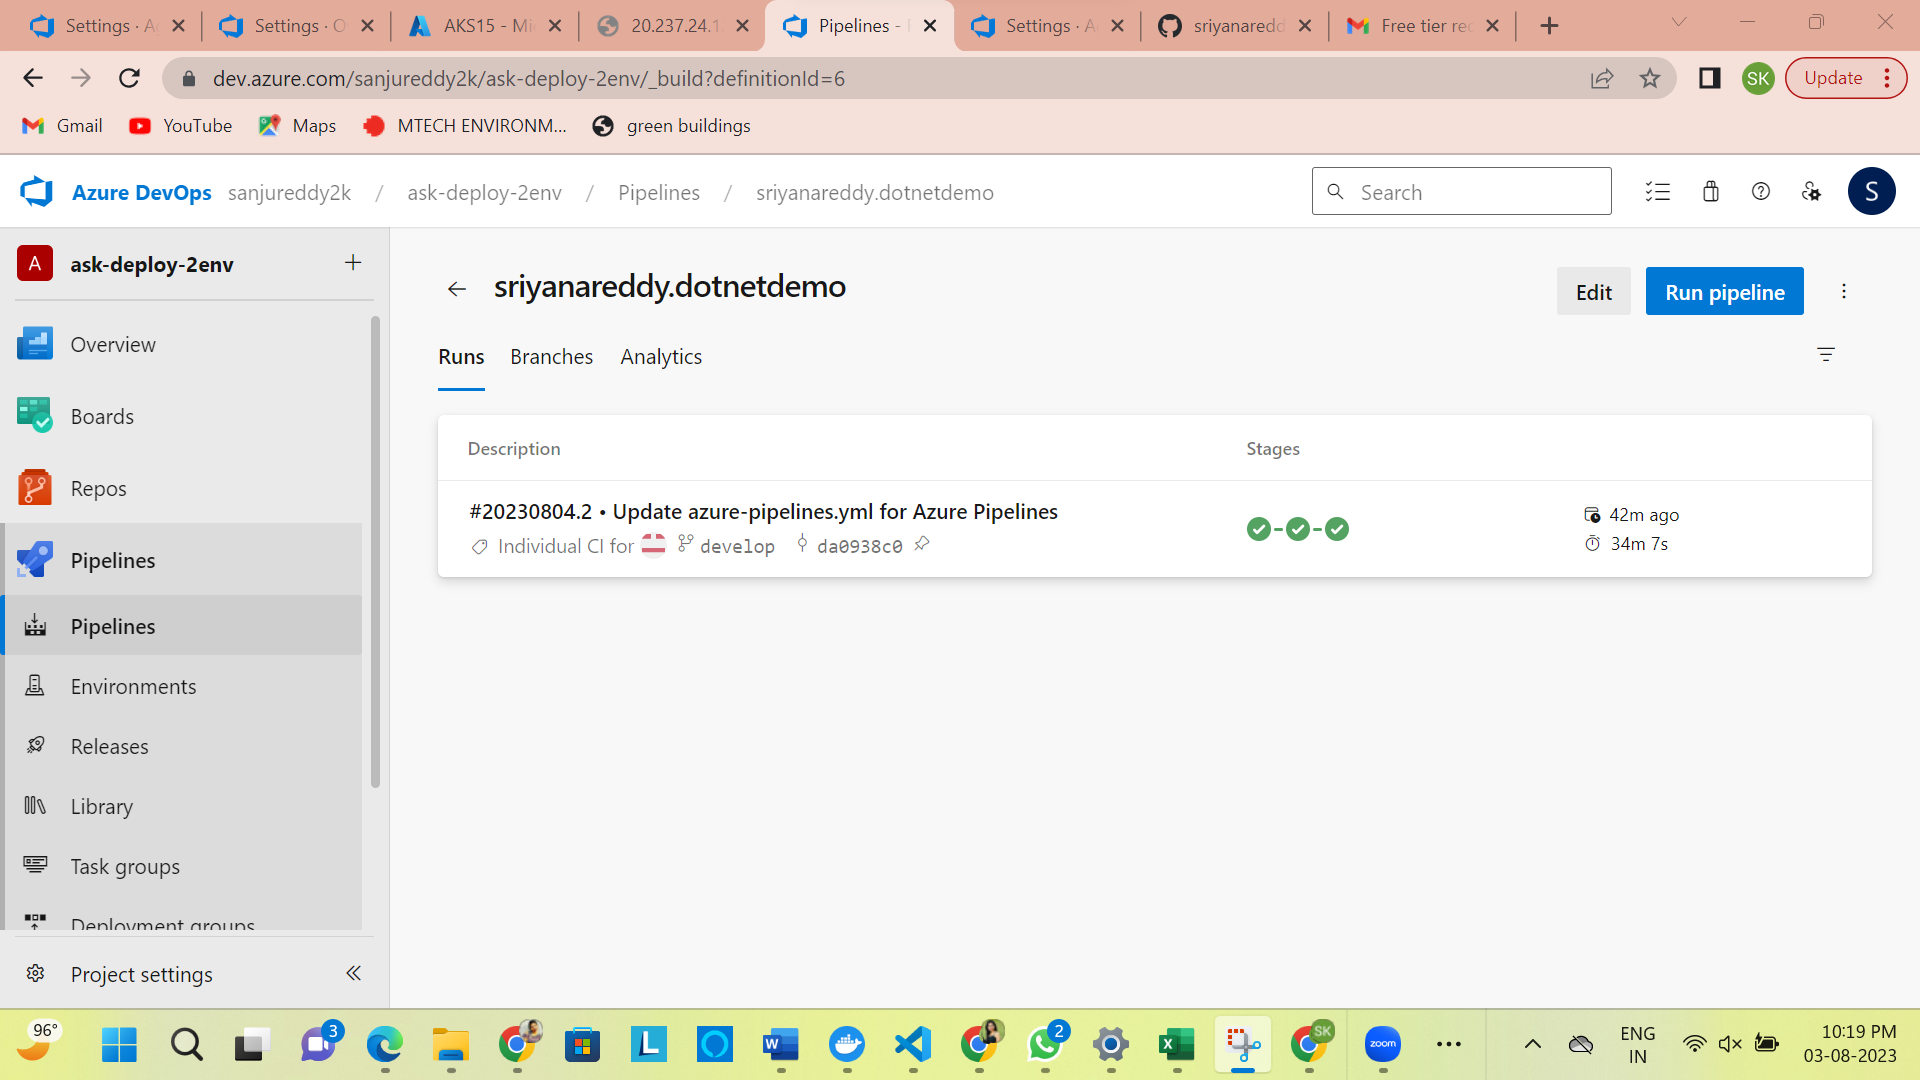 Settings · A
Settings · O
AKS15 - Mi
20.237.24.1
Pipelines -
Settings · A
sriyanaredd
Free tier re
dev.azure.com/sanjureddy2k/ask-deploy-2env/_build?definitionId=6
SK
Update
Gmail
YouTube
Maps
MTECH ENVIRONM...
green buildings
Azure DevOps
sanjureddy2k / ask-deploy-2env / Pipelines / sriyanareddy.dotnetdemo
Search
S
A
ask-deploy-2env
Overview
Boards
Repos
Pipelines
Pipelines
Environments
Releases
Library
Task groups
Deployment groups
Project settings
sriyanareddy.dotnetdemo
Edit
Run pipeline
Runs
Branches
Analytics
Description
Stages
#20230804.2 • Update azure-pipelines.yml for Azure Pipelines
Individual CI for develop da0938c0
42m ago
34m 7s
96°
3
L
W
2
X
SK
zoom
ENG
IN
10:19 PM
03-08-2023